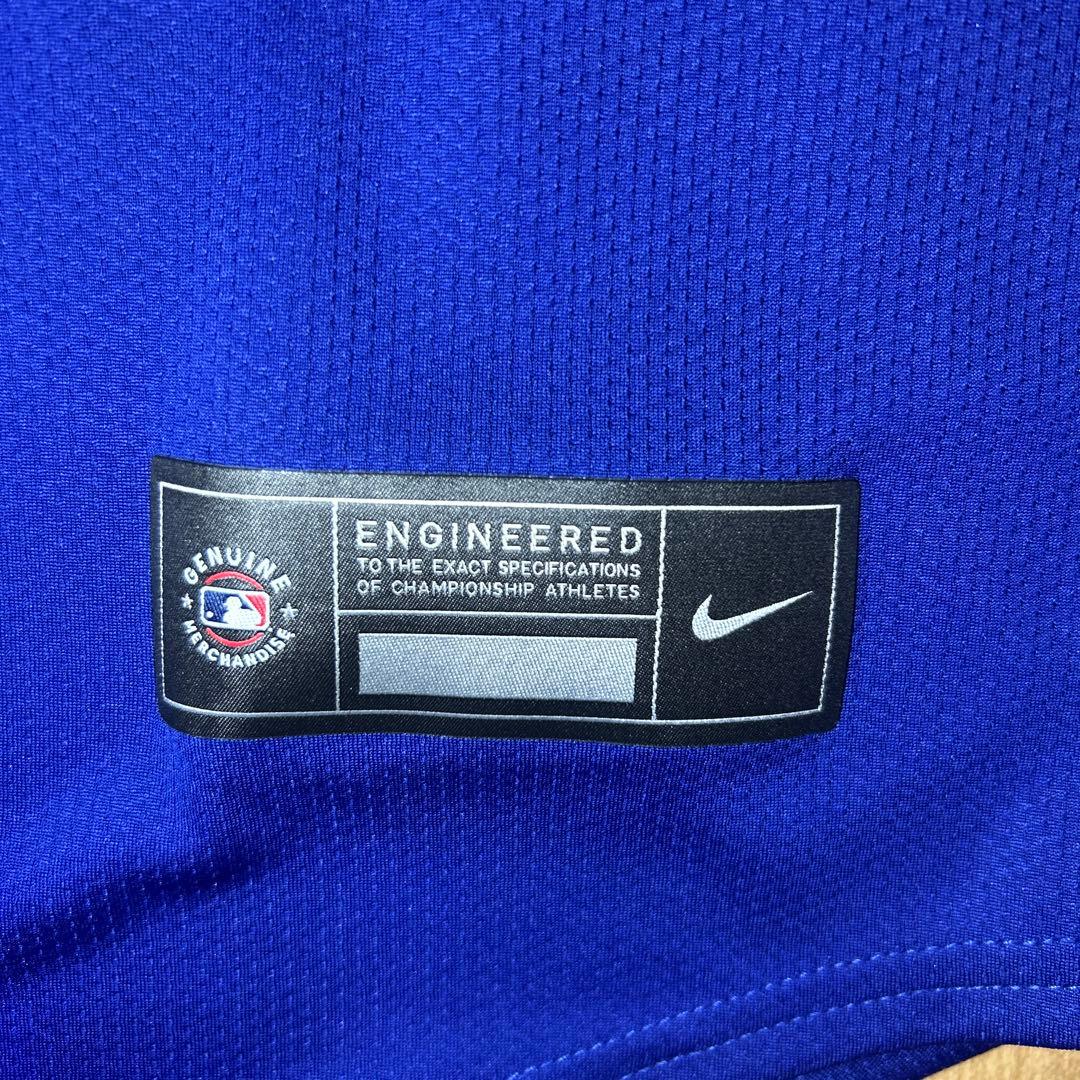 GENUINE
MERCHANDISE
ENGINEERED
TO THE EXACT SPECIFICATIONS
OF CHAMPIONSHIP ATHLETES